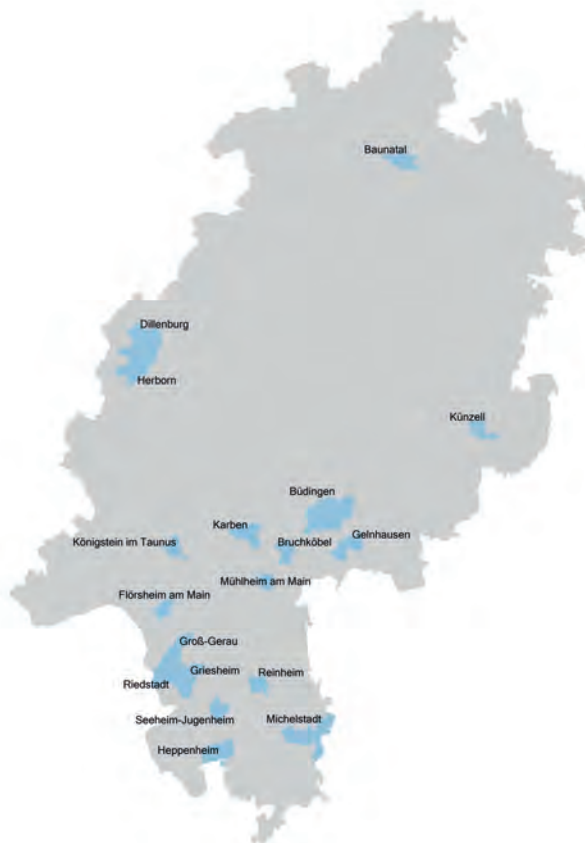 Baunatal
Dillenburg
Herborn
Künzell
Büdingen
Karben
Gelnhausen
Königstein im Taunus
Bruchköbel
Mühlheim am Main
Flörsheim am Main
Groß-Gerau
Griesheim
Reinheim
Riedstadt
Seeheim-Jugenheim
Michelstadt
Heppenheim